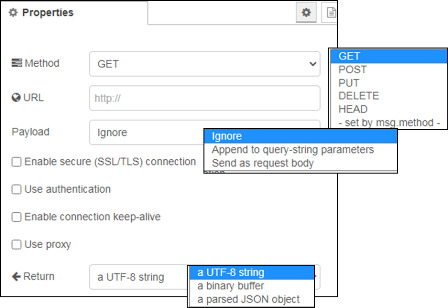 Properties
Method
GET
URL
http://
Payload
Ignore
Enable secure (SSL/TLS) connection
Use authentication
Enable connection keep-alive
Use proxy
Return
a UTF-8 string
GET
POST
PUT
DELETE
HEAD
- set by msg.method -
Ignore
Append to query-string parameters
Send as request body
a UTF-8 string
a binary buffer
a parsed JSON object